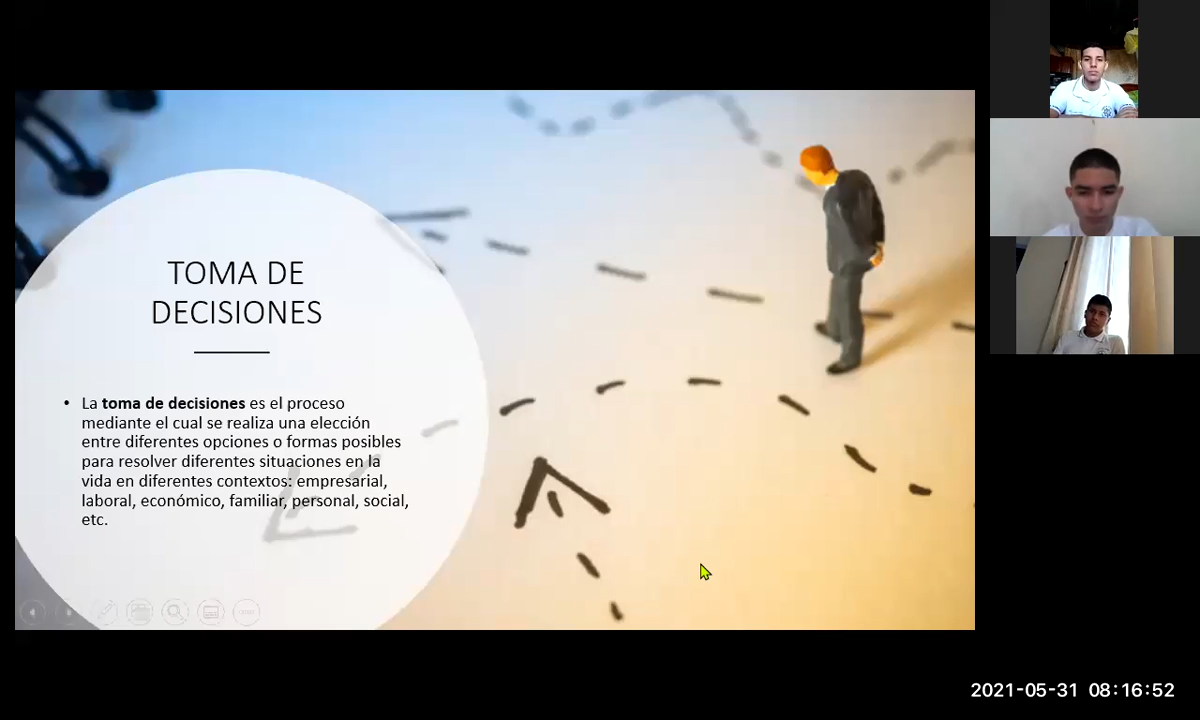 TOMA DE
DECISIONES
• La toma de decisiones es el proceso
mediante el cual se realiza una elección
entre diferentes opciones o formas posibles
para resolver diferentes situaciones en la
vida en diferentes contextos: empresarial,
laboral, económico, familiar, personal, social,
etc.
2021-05-31 08:16:52